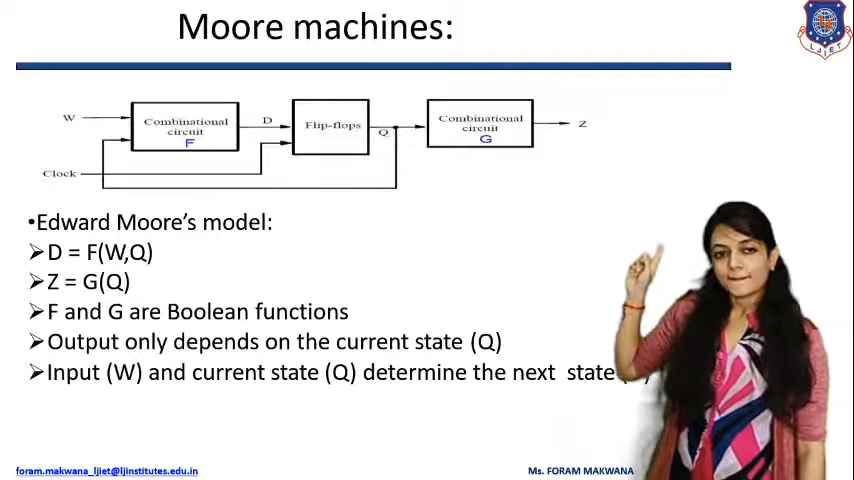 Moore machines:
LJIET
W
Combinational
circuit
F
D
Flip-flops
Q
Combinational
circuit
G
Z
Clock
•Edward Moore’s model:
➢D = F(W,Q)
➢Z = G(Q)
➢F and G are Boolean functions
➢Output only depends on the current state (Q)
➢Input (W) and current state (Q) determine the next state
foram.makwana_ljiet@ljinstitutes.edu.in
Ms. FORAM MAKWANA